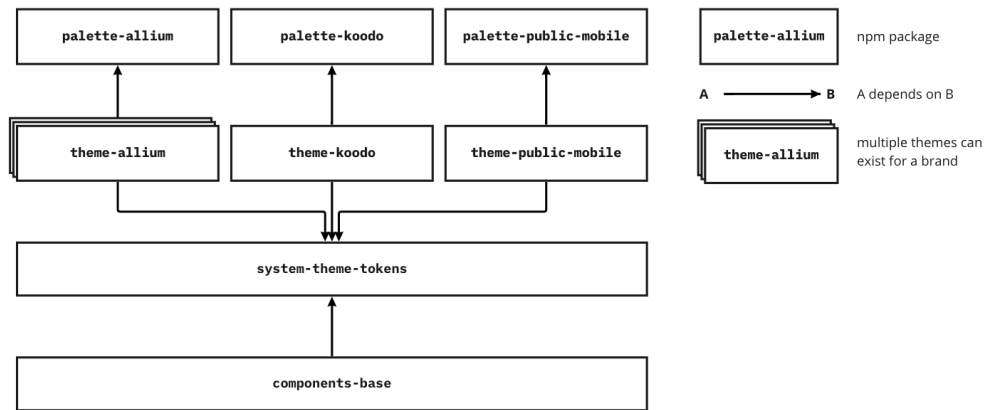 palette-allium
palette-koodo
palette-public-mobile
palette-allium
npm package
A
B
A depends on B
theme-allium
theme-koodo
theme-public-mobile
theme-allium
multiple themes can
exist for a brand
system-theme-tokens
components-base